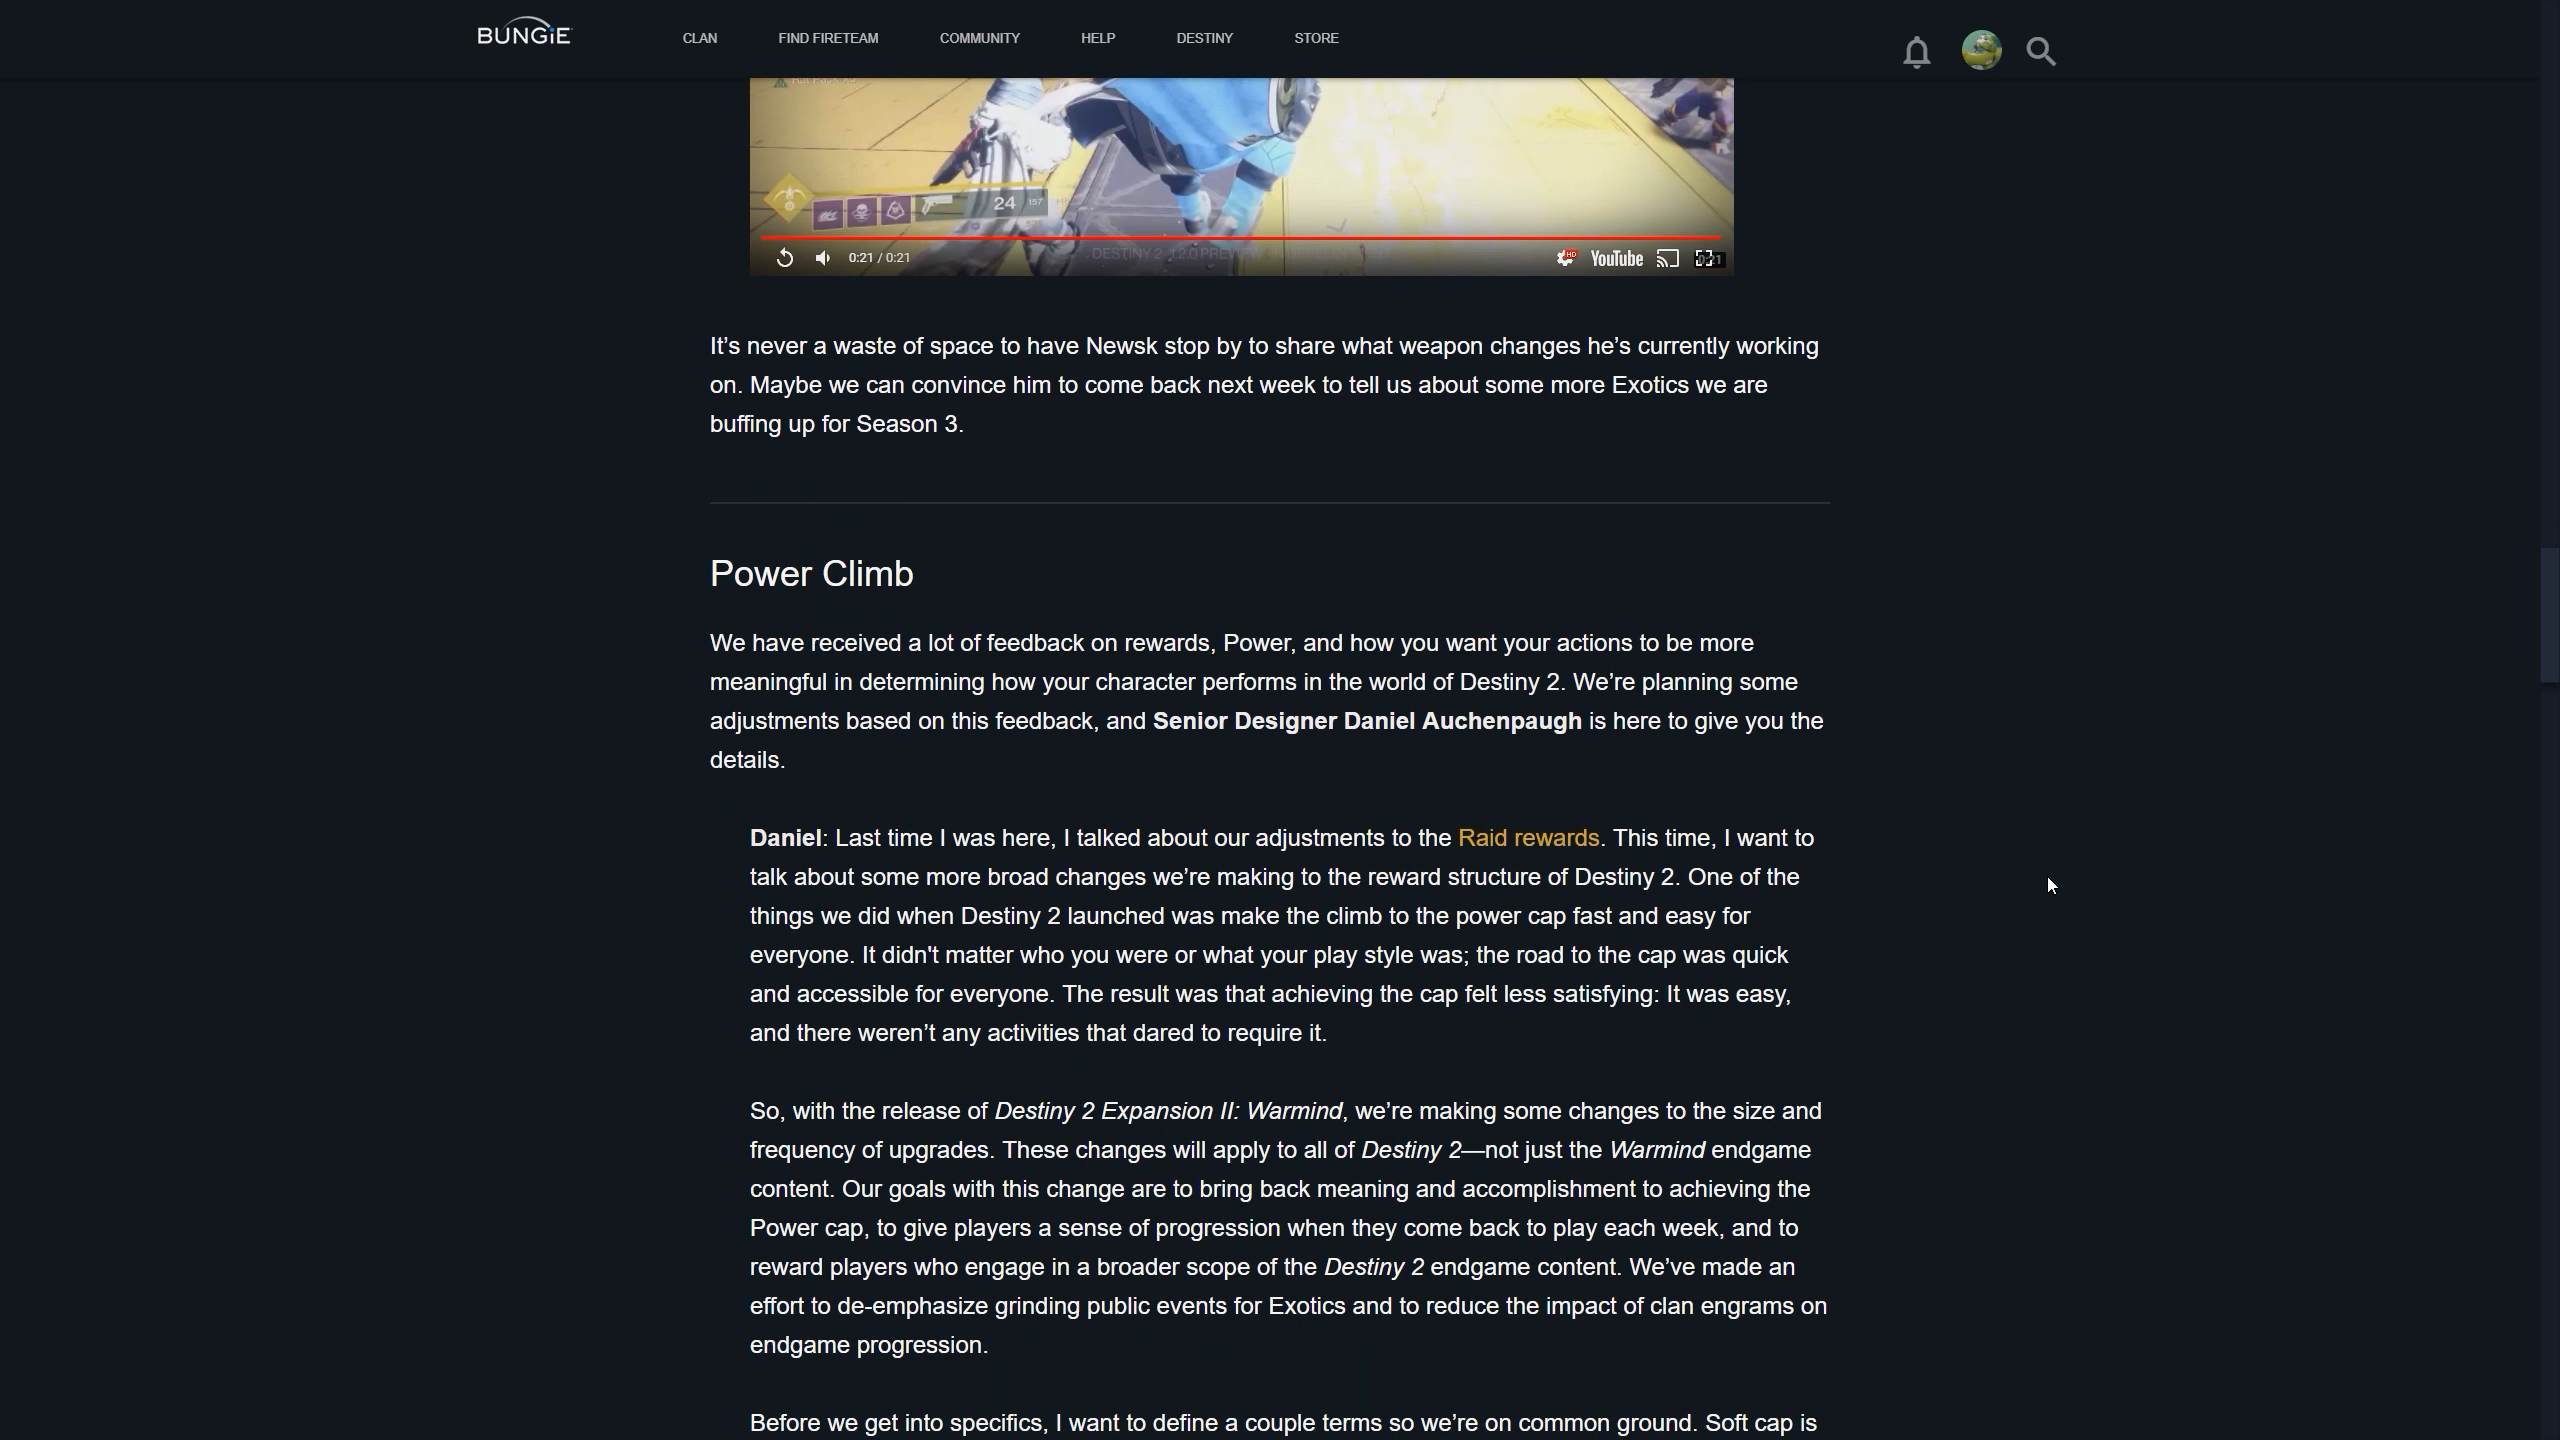 BUNGiE
CLAN FIND FIRETEAM COMMUNITY HELP DESTINY STORE
24 157
DESTINY 2 1.2.0
0:21 / 0:21 HD YouTube
It’s never a waste of space to have Newsk stop by to share what weapon changes he’s currently working
on. Maybe we can convince him to come back next week to tell us about some more Exotics we are
buffing up for Season 3.
Power Climb
We have received a lot of feedback on rewards, Power, and how you want your actions to be more
meaningful in determining how your character performs in the world of Destiny 2. We’re planning some
adjustments based on this feedback, and Senior Designer Daniel Auchenpaugh is here to give you the
details.
Daniel: Last time I was here, I talked about our adjustments to the Raid rewards. This time, I want to
talk about some more broad changes we’re making to the reward structure of Destiny 2. One of the
things we did when Destiny 2 launched was make the climb to the power cap fast and easy for
everyone. It didn't matter who you were or what your play style was; the road to the cap was quick
and accessible for everyone. The result was that achieving the cap felt less satisfying: It was easy,
and there weren’t any activities that dared to require it.
So, with the release of Destiny 2 Expansion II: Warmind, we’re making some changes to the size and
frequency of upgrades. These changes will apply to all of Destiny 2—not just the Warmind endgame
content. Our goals with this change are to bring back meaning and accomplishment to achieving the
Power cap, to give players a sense of progression when they come back to play each week, and to
reward players who engage in a broader scope of the Destiny 2 endgame content. We’ve made an
effort to de-emphasize grinding public events for Exotics and to reduce the impact of clan engrams on
endgame progression.
Before we get into specifics, I want to define a couple terms so we’re on common ground. Soft cap is